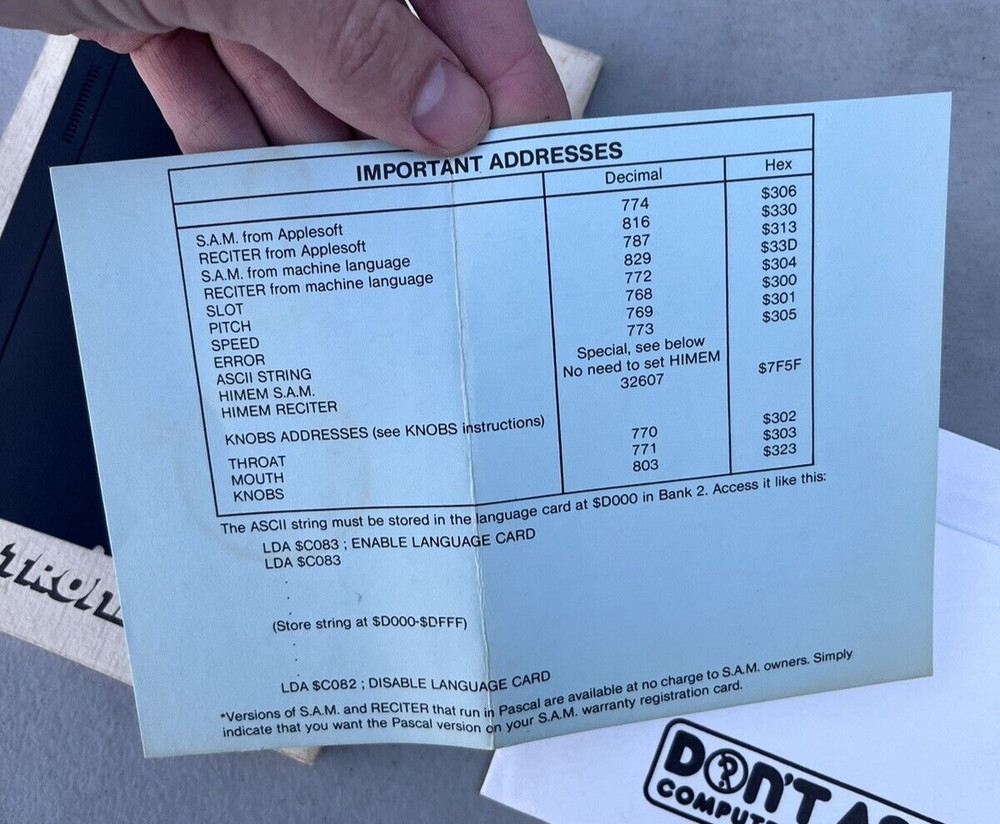 IMPORTANT ADDRESSES
Decimal Hex
S.A.M. from Applesoft 774 $306
RECITER from Applesoft 816 $330
S.A.M. from machine language 787 $313
RECITER from machine language 829 $33D
SLOT 772 $304
PITCH 768 $300
SPEED 769 $301
ERROR 773 $305
ASCII STRING Special, see below
HIMEM S.A.M. No need to set HIMEM
HIMEM RECITER 32607 $7F5F
KNOBS ADDRESSES (see KNOBS instructions)
THROAT 770 $302
MOUTH 771 $303
KNOBS 803 $323
The ASCII string must be stored in the language card at $D000 in Bank 2. Access it like this:
LDA $C083 ; ENABLE LANGUAGE CARD
LDA $C083
.
.
(Store string at $D000-$DFFF)
.
.
LDA $C082 ; DISABLE LANGUAGE CARD
*Versions of S.A.M. and RECITER that run in Pascal are available at no charge to S.A.M. owners. Simply
indicate that you want the Pascal version on your S.A.M. warranty registration card.
DON'T